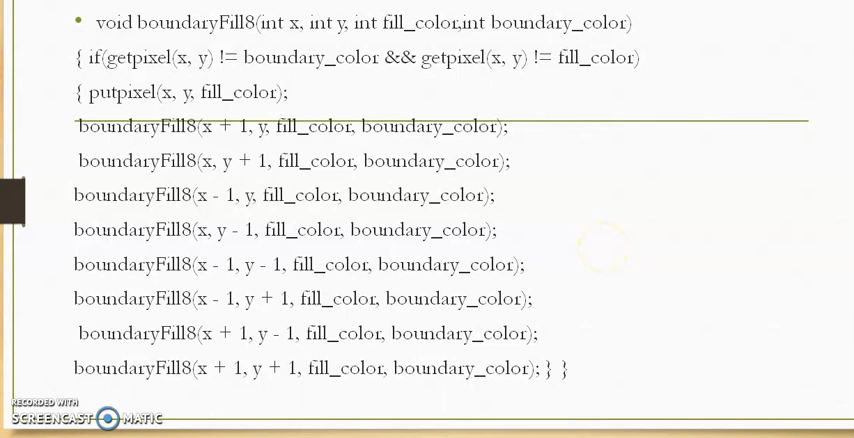 • void boundaryFill8(int x, int y, int fill_color,int boundary_color)
{ if(getpixel(x, y) != boundary_color && getpixel(x, y) != fill_color)
{ putpixel(x, y, fill_color);
boundaryFill8(x + 1, y, fill_color, boundary_color);
boundaryFill8(x, y + 1, fill_color, boundary_color);
boundaryFill8(x - 1, y, fill_color, boundary_color);
boundaryFill8(x, y - 1, fill_color, boundary_color);
boundaryFill8(x - 1, y - 1, fill_color, boundary_color);
boundaryFill8(x - 1, y + 1, fill_color, boundary_color);
boundaryFill8(x + 1, y - 1, fill_color, boundary_color);
boundaryFill8(x + 1, y + 1, fill_color, boundary_color); } }
RECORDED WITH
SCREENCAST MATIC